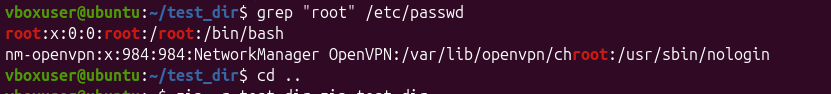 vboxuser@ubuntu:~/test_dir$ grep "root" /etc/passwd
root:x:0:0:root:/root:/bin/bash
nm-openvpn:x:984:984:NetworkManager OpenVPN:/var/lib/openvpn/chroot:/usr/sbin/nologin
vboxuser@ubuntu:~/test_dir$ cd ..